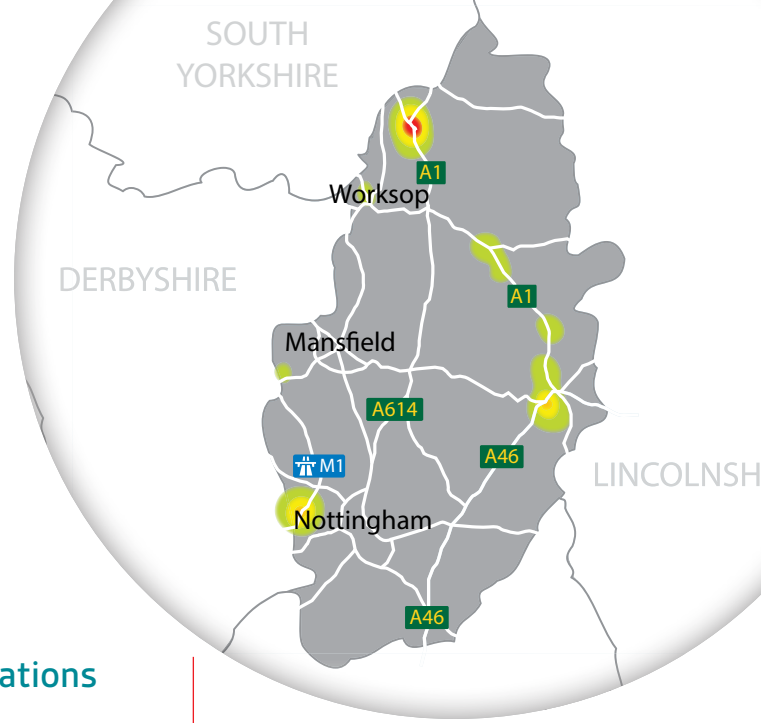 SOUTH
YORKSHIRE
A1
Worksop
DERBYSHIRE
A1
Mansfield
A614
A46
M1
LINCOLNSH
Nottingham
A46
ations